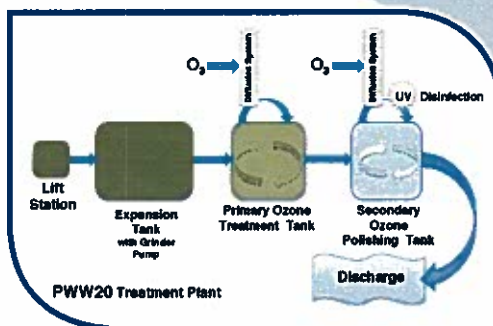 O3
Diffusion System
O3
Diffusion System
UV Disinfection
Lift
Station
Expansion
Tank
with Grinder
Pump
Primary Ozone
Treatment Tank
Secondary
Ozone
Polishing Tank
Discharge
PWW20 Treatment Plant